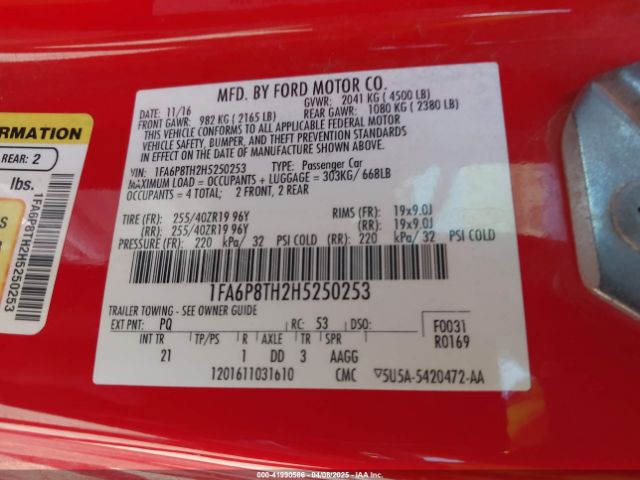 MFD. BY FORD MOTOR CO.
DATE: 11/16 GVWR: 2041 KG ( 4500 LB)
FRONT GAWR: 982 KG ( 2165 LB) REAR GAWR: 1080 KG ( 2380 LB)
THIS VEHICLE CONFORMS TO ALL APPLICABLE FEDERAL MOTOR
VEHICLE SAFETY, BUMPER, AND THEFT PREVENTION STANDARDS
IN EFFECT ON THE DATE OF MANUFACTURE SHOWN ABOVE.
VIN: 1FA6P8TH2H5250253 TYPE: Passenger Car
MAXIMUM LOAD = OCCUPANTS + LUGGAGE = 303KG/ 668LB
OCCUPANTS = 4 TOTAL; 2 FRONT, 2 REAR
TIRE (FR): 255/40ZR19 96Y RIMS (FR): 19x9.0J
(RR): 255/40ZR19 96Y (RR): 19x9.0J
PRESSURE (FR): 220 kPa/ 32 PSI COLD (RR): 220 kPa/ 32 PSI COLD
1FA6P8TH2H5250253
TRAILER TOWING - SEE OWNER GUIDE
EXT PNT: PQ RC: 53 DSO: F0031
R0169
INT TR TP/PS R AXLE TR SPR
21 1 DD 3 AAGG
1201611031610 CMC ▽5U5A-5420472-AA
ORMATION
REAR: 2
lbs.
1FA6P8TH2H5250253
000-41990586 - 04/08/2025 - IAAI.CA